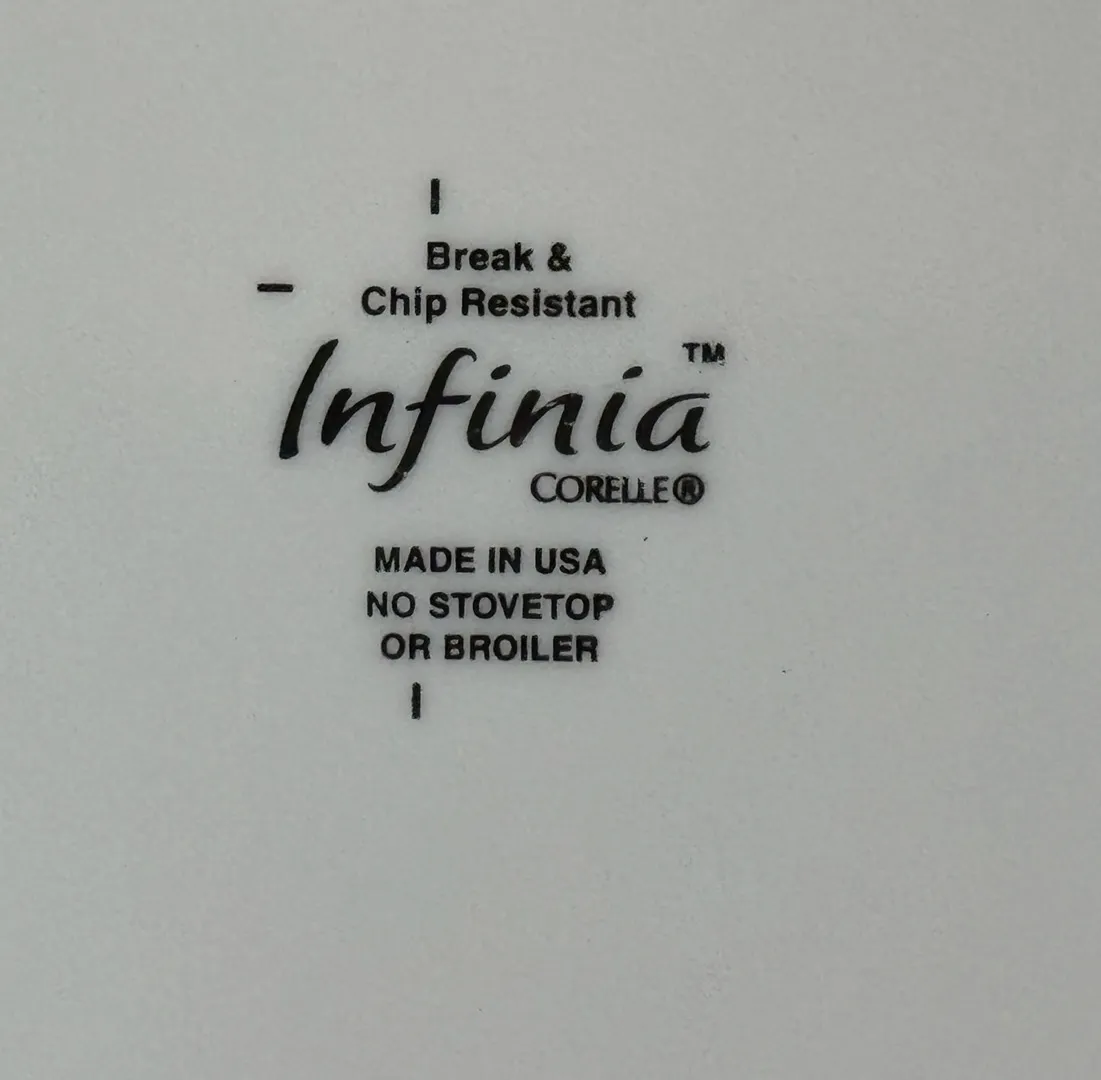 Break &
Chip Resistant
Infinia™
CORELLE®
MADE IN USA
NO STOVETOP
OR BROILER